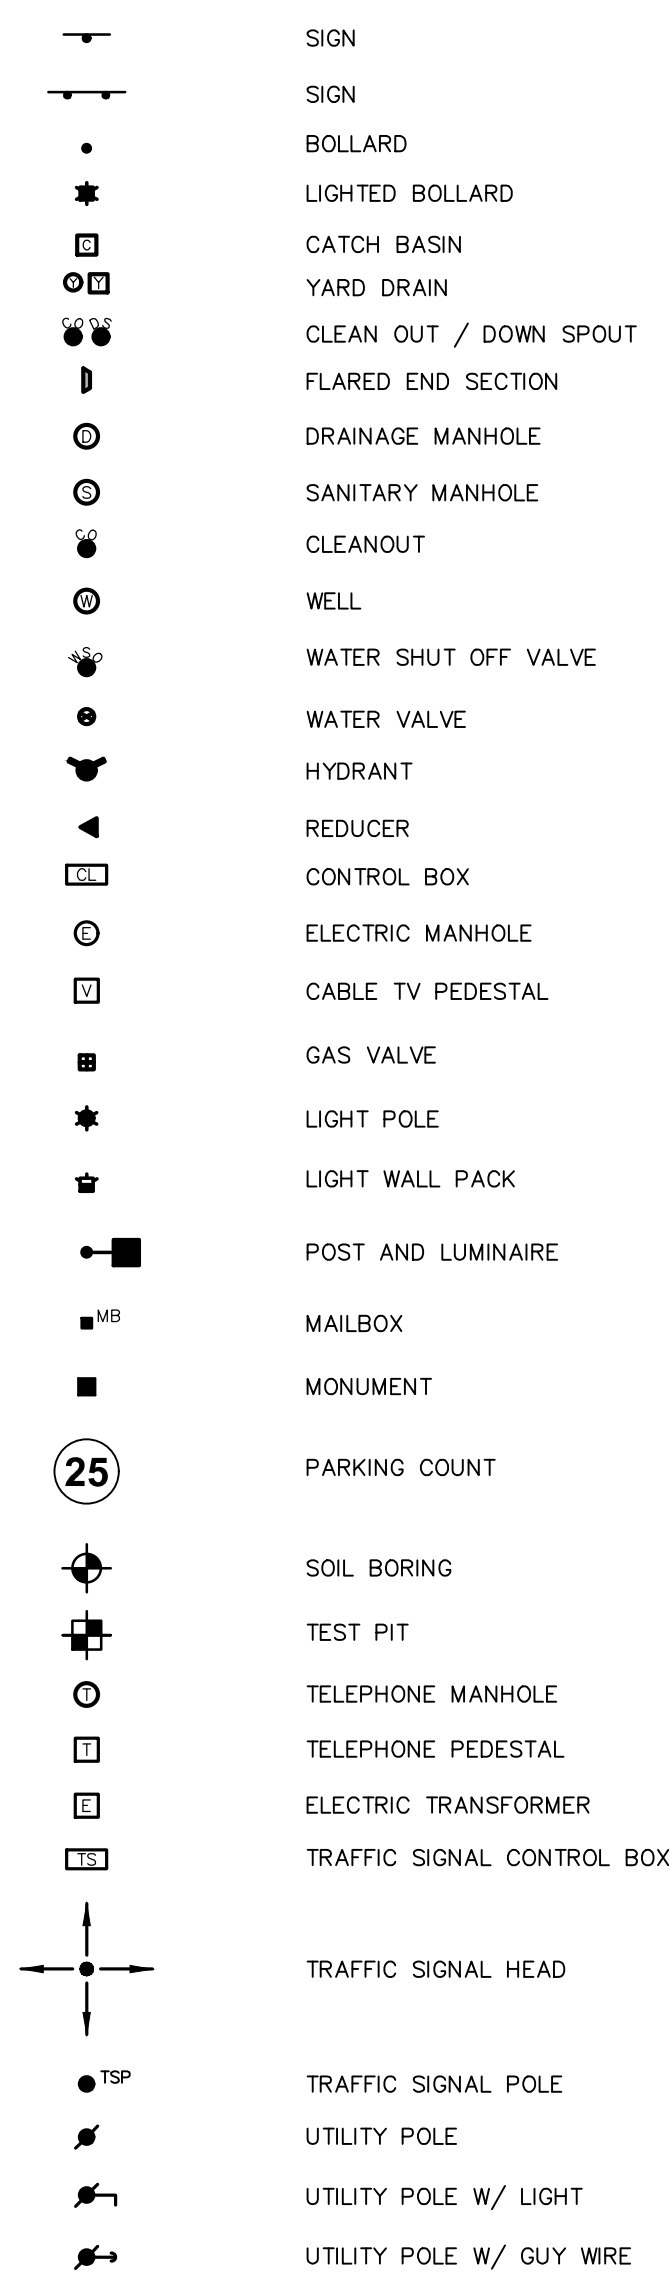 SIGN
SIGN
BOLLARD
LIGHTED BOLLARD
C CATCH BASIN
Y Y YARD DRAIN
CO DS CLEAN OUT / DOWN SPOUT
FLARED END SECTION
D DRAINAGE MANHOLE
S SANITARY MANHOLE
CO CLEANOUT
W WELL
WSO WATER SHUT OFF VALVE
WATER VALVE
HYDRANT
REDUCER
CL CONTROL BOX
E ELECTRIC MANHOLE
V CABLE TV PEDESTAL
GAS VALVE
LIGHT POLE
LIGHT WALL PACK
POST AND LUMINAIRE
MB MAILBOX
MONUMENT
25 PARKING COUNT
SOIL BORING
TEST PIT
T TELEPHONE MANHOLE
T TELEPHONE PEDESTAL
E ELECTRIC TRANSFORMER
TS TRAFFIC SIGNAL CONTROL BOX
TRAFFIC SIGNAL HEAD
TSP TRAFFIC SIGNAL POLE
UTILITY POLE
UTILITY POLE W/ LIGHT
UTILITY POLE W/ GUY WIRE